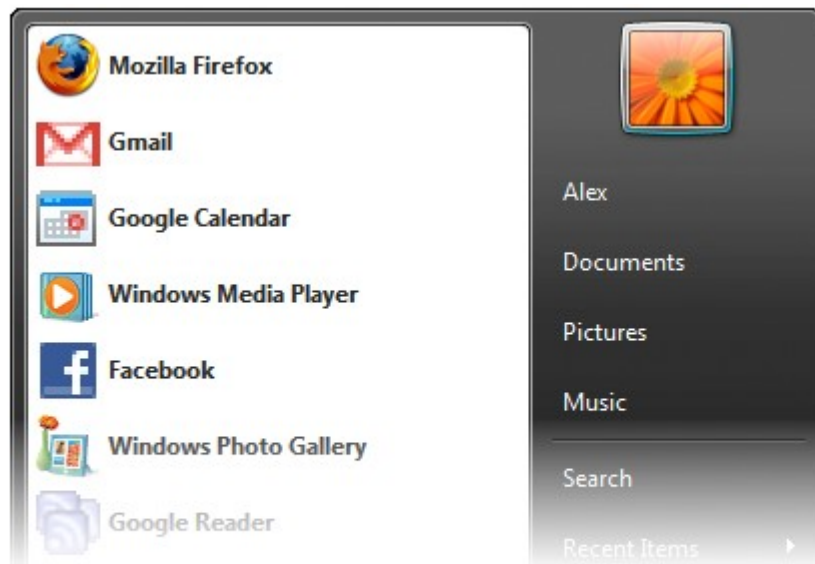 Mozilla Firefox
Gmail
Google Calendar
Windows Media Player
Facebook
Windows Photo Gallery
Google Reader
Alex
Documents
Pictures
Music
Search
Recent Items